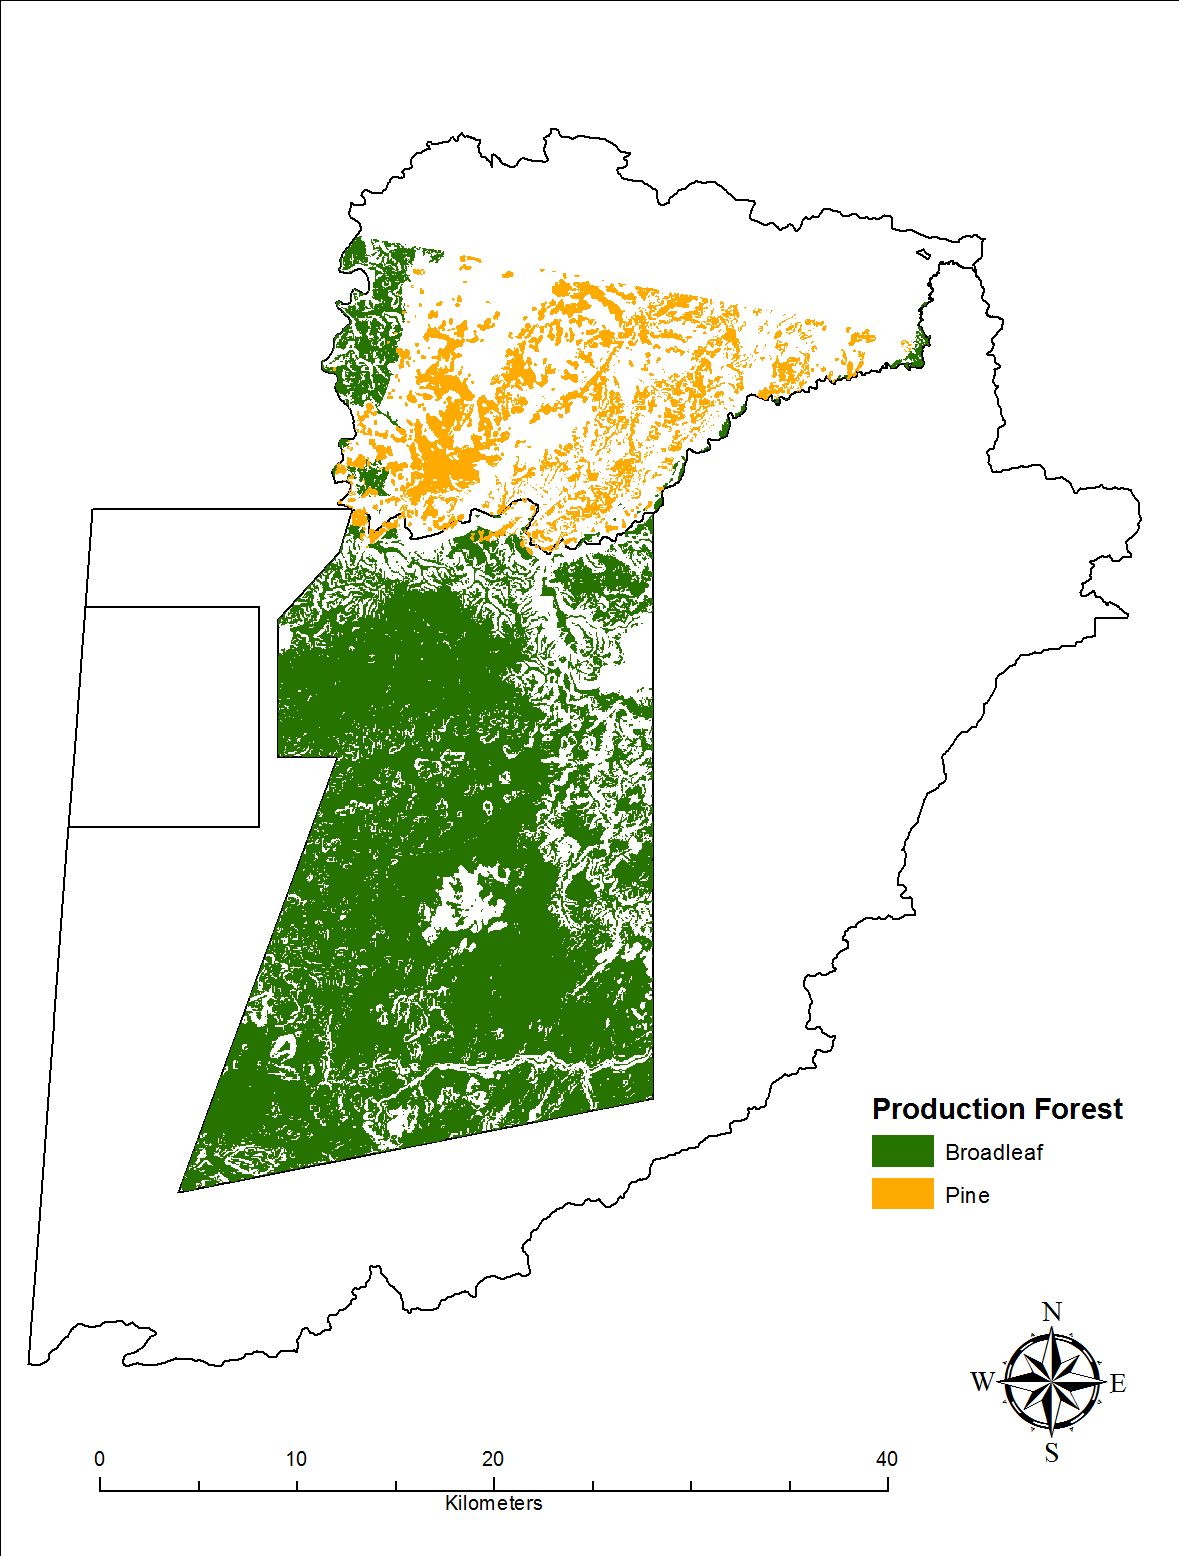 Production Forest
Broadleaf
Pine
N
W E
S
0 10 20 40
Kilometers